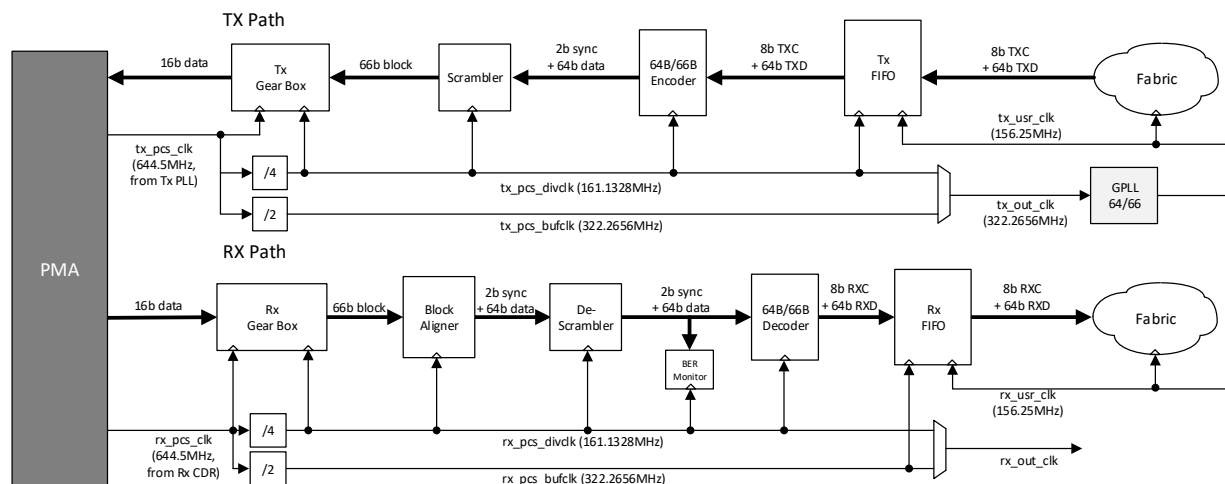 TX Path
16b data
Tx
Gear Box
66b block
Scrambler
2b sync
+ 64b data
64B/66B
Encoder
8b TXC
+ 64b TXD
Tx
FIFO
8b TXC
+ 64b TXD
Fabric
tx_usr_clk
(156.25MHz)
tx_pcs_clk
(644.5MHz,
from Tx PLL)
/4
tx_pcs_divclk (161.1328MHz)
/2
tx_pcs_bufclk (322.2656MHz)
tx_out_clk
(322.2656MHz)
GPLL
64/66
PMA
RX Path
16b data
Rx
Gear Box
66b block
Block
Aligner
2b sync
+ 64b data
De-
Scrambler
2b sync
+ 64b data
BER
Monitor
64B/66B
Decoder
8b RXC
+ 64b RXD
Rx
FIFO
8b RXC
+ 64b RXD
Fabric
rx_usr_clk
(156.25MHz)
rx_pcs_clk
(644.5MHz,
from Rx CDR)
/4
rx_pcs_divclk (161.1328MHz)
/2
rx_pcs_bufclk (322.2656MHz)
rx_out_clk